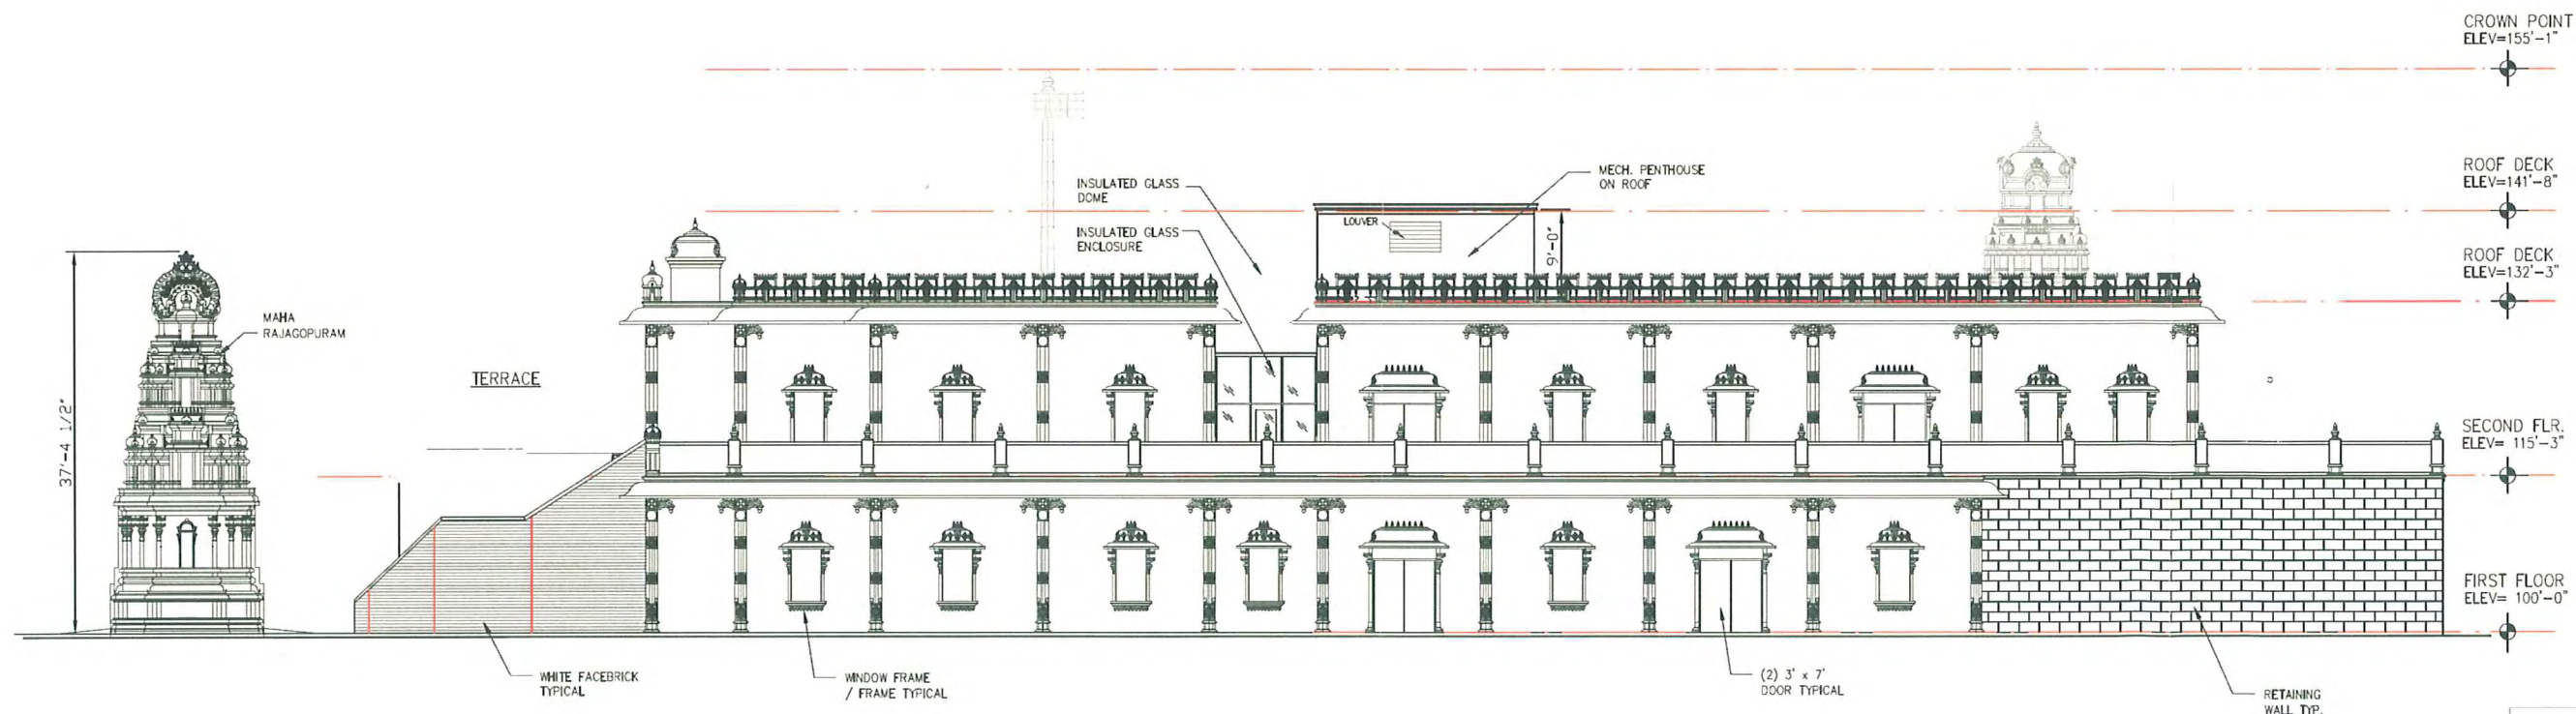 CROWN POINT
ELEV=155'-1"
ROOF DECK
ELEV=141'-8"
ROOF DECK
ELEV=132'-3"
SECOND FLR.
ELEV= 115'-3"
FIRST FLOOR
ELEV= 100'-0"
INSULATED GLASS
DOME
INSULATED GLASS
ENCLOSURE
MECH. PENTHOUSE
ON ROOF
LOUVER
9'-0"
MAHA
RAJAGOPURAM
37'-4 1/2"
TERRACE
WHITE FACEBRICK
TYPICAL
WINDOW FRAME
/ FRAME TYPICAL
(2) 3' x 7'
DOOR TYPICAL
RETAINING
WALL TYP.